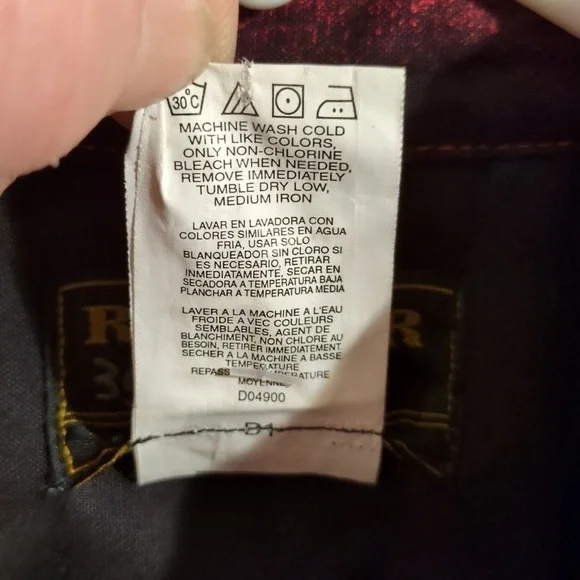 30°C
MACHINE WASH COLD
WITH LIKE COLORS,
ONLY NON-CHLORINE
BLEACH WHEN NEEDED,
REMOVE IMMEDIATELY
TUMBLE DRY LOW,
MEDIUM IRON
LAVAR EN LAVADORA CON
COLORES SIMILARES EN AGUA
FRIA, USAR SOLO
BLANQUEADOR SIN CLORO SI
ES NECESARIO, RETIRAR
INMEDIATAMENTE, SECAR EN
SECADORA A TEMPERATURA BAJA
PLANCHAR A TEMPERATURA MEDIA
LAVER A LA MACHINE A L'EAU
FROIDE A VEC COULEURS
SEMBLABLES, AGENT DE
BLANCHIMENT, NON CHLORE AU
BESOIN, RETIRER IMMEDIATEMENT
SECHER A LA MACHINE A BASSE
TEMPERATURE
REPASS
MOYENNE
D04900
R R